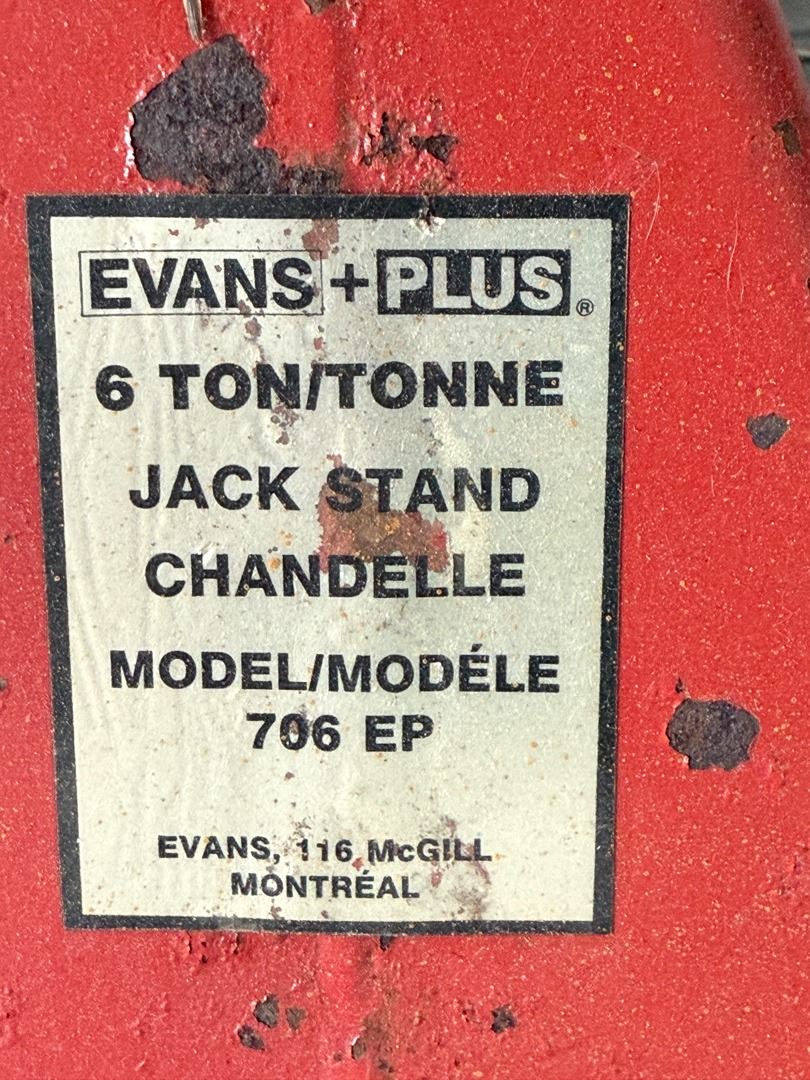 EVANS+PLUS®
6 TON/TONNE
JACK STAND
CHANDELLE
MODEL/MODÉLE
706 EP
EVANS, 116 McGILL
MONTRÉAL